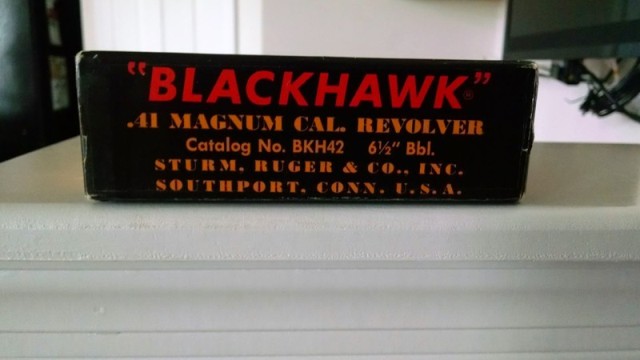 "BLACKHAWK"®
.41 MAGNUM CAL. REVOLVER
Catalog No. BKH42 6½" Bbl.
STURM, RUGER & CO., INC.
SOUTHPORT, CONN. U.S.A.